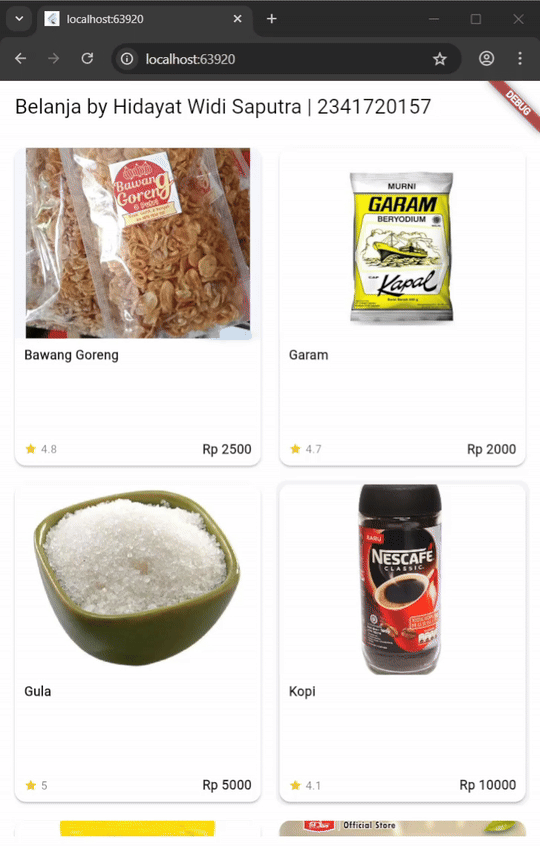 localhost:63920
localhost:63920
DEBUG
Belanja by Hidayat Widi Saputra | 2341720157
Bawang
Goreng
MURNI
GARAM
BERYODIUM
Kapal
Bawang Goreng
Garam
4.8
Rp 2500
4.7
Rp 2000
BARU
NESCAFÉ
CLASSIC
Gula
Kopi
5
Rp 5000
4.1
Rp 10000
Official Store